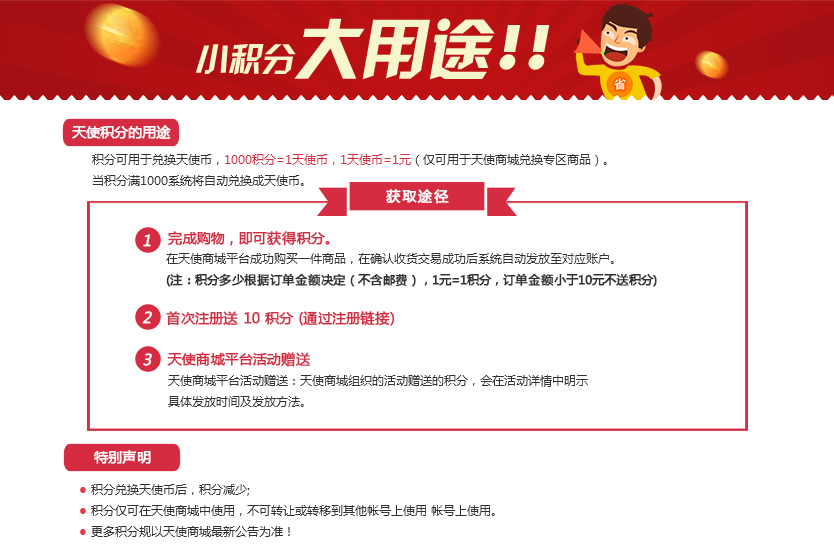 小积分大用途!!
省
天使积分的用途
积分可用于兑换天使币，1000积分=1天使币，1天使币=1元（仅可用于天使商城兑换专区商品）。
当积分满1000系统将自动兑换成天使币。
获取途径
1 完成购物，即可获得积分。
在天使商城平台成功购买一件商品，在确认收货交易成功后系统自动发放至对应账户。
(注：积分多少根据订单金额决定（不含邮费），1元=1积分，订单金额小于10元不送积分)
2 首次注册送 10 积分 (通过注册链接)
3 天使商城平台活动赠送
天使商城平台活动赠送：天使商城组织的活动赠送的积分，会在活动详情中明示
具体发放时间及发放方法。
特别声明
● 积分兑换天使币后，积分减少;
● 积分仅可在天使商城中使用，不可转让或转移到其他帐号上使用 帐号上使用。
● 更多积分规以天使商城最新公告为准！